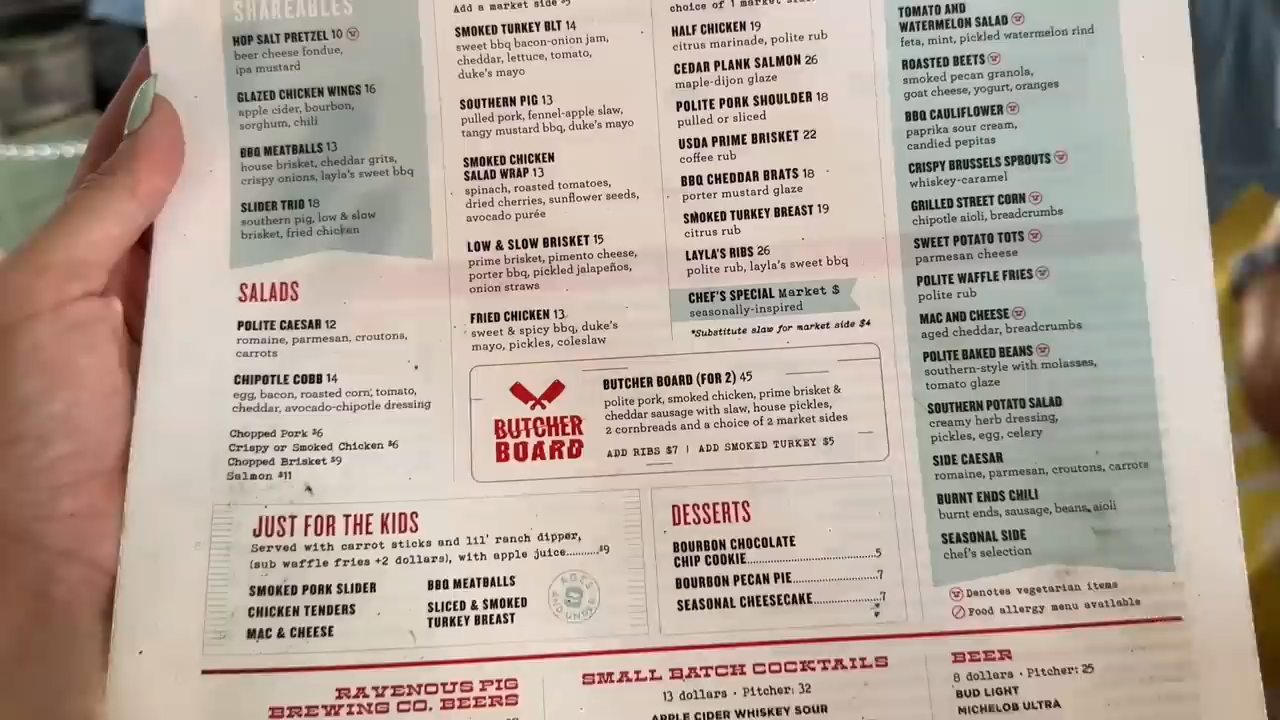 SHAREABLES
HOP SALT PRETZEL 10
beer cheese fondue,
ipa mustard
GLAZED CHICKEN WINGS 16
apple cider, bourbon,
sorghum, chili
BBQ MEATBALLS 13
house brisket, cheddar grits,
crispy onions, layla's sweet bbq
SLIDER TRIO 18
southern pig, low & slow
brisket, fried chicken
SALADS
POLITE CAESAR 12
romaine, parmesan, croutons,
carrots
CHIPOTLE COBB 14
egg, bacon, roasted corn, tomato,
cheddar, avocado-chipotle dressing
Chopped Pork $6
Crispy or Smoked Chicken $6
Chopped Brisket $9
Salmon $11
Add a market side $5
SMOKED TURKEY BLT 14
sweet bbq bacon-onion jam,
cheddar, lettuce, tomato,
duke's mayo
SOUTHERN PIG 13
pulled pork, fennel-apple slaw,
tangy mustard bbq, duke's mayo
SMOKED CHICKEN
SALAD WRAP 13
spinach, roasted tomatoes,
dried cherries, sunflower seeds,
avocado purée
LOW & SLOW BRISKET 15
prime brisket, pimento cheese,
porter bbq, pickled jalapeños,
onion straws
FRIED CHICKEN 13
sweet & spicy bbq, duke's
mayo, pickles, coleslaw
choice of 1 market
HALF CHICKEN 19
citrus marinade, polite rub
CEDAR PLANK SALMON 26
maple-dijon glaze
POLITE PORK SHOULDER 18
pulled or sliced
USDA PRIME BRISKET 22
coffee rub
BBQ CHEDDAR BRATS 18
porter mustard glaze
SMOKED TURKEY BREAST 19
citrus rub
LAYLA'S RIBS 26
polite rub, layla's sweet bbq
CHEF'S SPECIAL Market $
seasonally-inspired
*Substitute slaw for market side $4
BUTCHER
BOARD
BUTCHER BOARD (FOR 2) 45
polite pork, smoked chicken, prime brisket &
cheddar sausage with slaw, house pickles,
2 cornbreads and a choice of 2 market sides
ADD RIBS $7 | ADD SMOKED TURKEY $5
TOMATO AND
WATERMELON SALAD
feta, mint, pickled watermelon rind
ROASTED BEETS
smoked pecan granola,
goat cheese, yogurt, oranges
BBQ CAULIFLOWER
paprika sour cream,
candied pepitas
CRISPY BRUSSELS SPROUTS
whiskey-caramel
GRILLED STREET CORN
chipotle aioli, breadcrumbs
SWEET POTATO TOTS
parmesan cheese
POLITE WAFFLE FRIES
polite rub
MAC AND CHEESE
aged cheddar, breadcrumbs
POLITE BAKED BEANS
southern-style with molasses,
tomato glaze
SOUTHERN POTATO SALAD
creamy herb dressing,
pickles, egg, celery
SIDE CAESAR
romaine, parmesan, croutons, carrots
BURNT ENDS CHILI
burnt ends, sausage, beans, aioli
SEASONAL SIDE
chef's selection
Denotes vegetarian items
Food allergy menu available
JUST FOR THE KIDS
Served with carrot sticks and lil' ranch dipper,
(sub waffle fries +2 dollars), with apple juice..........$9
SMOKED PORK SLIDER
CHICKEN TENDERS
MAC & CHEESE
BBQ MEATBALLS
SLICED & SMOKED
TURKEY BREAST
AGES
AND UNDER
DESSERTS
BOURBON CHOCOLATE
CHIP COOKIE..................5
BOURBON PECAN PIE..................7
SEASONAL CHEESECAKE..................7
RAVENOUS PIG
BREWING CO. BEERS
SMALL BATCH COCKTAILS
13 dollars · Pitcher: 32
APPLE CIDER WHISKEY SOUR
BEER
8 dollars · Pitcher: 25
BUD LIGHT
MICHELOB ULTRA